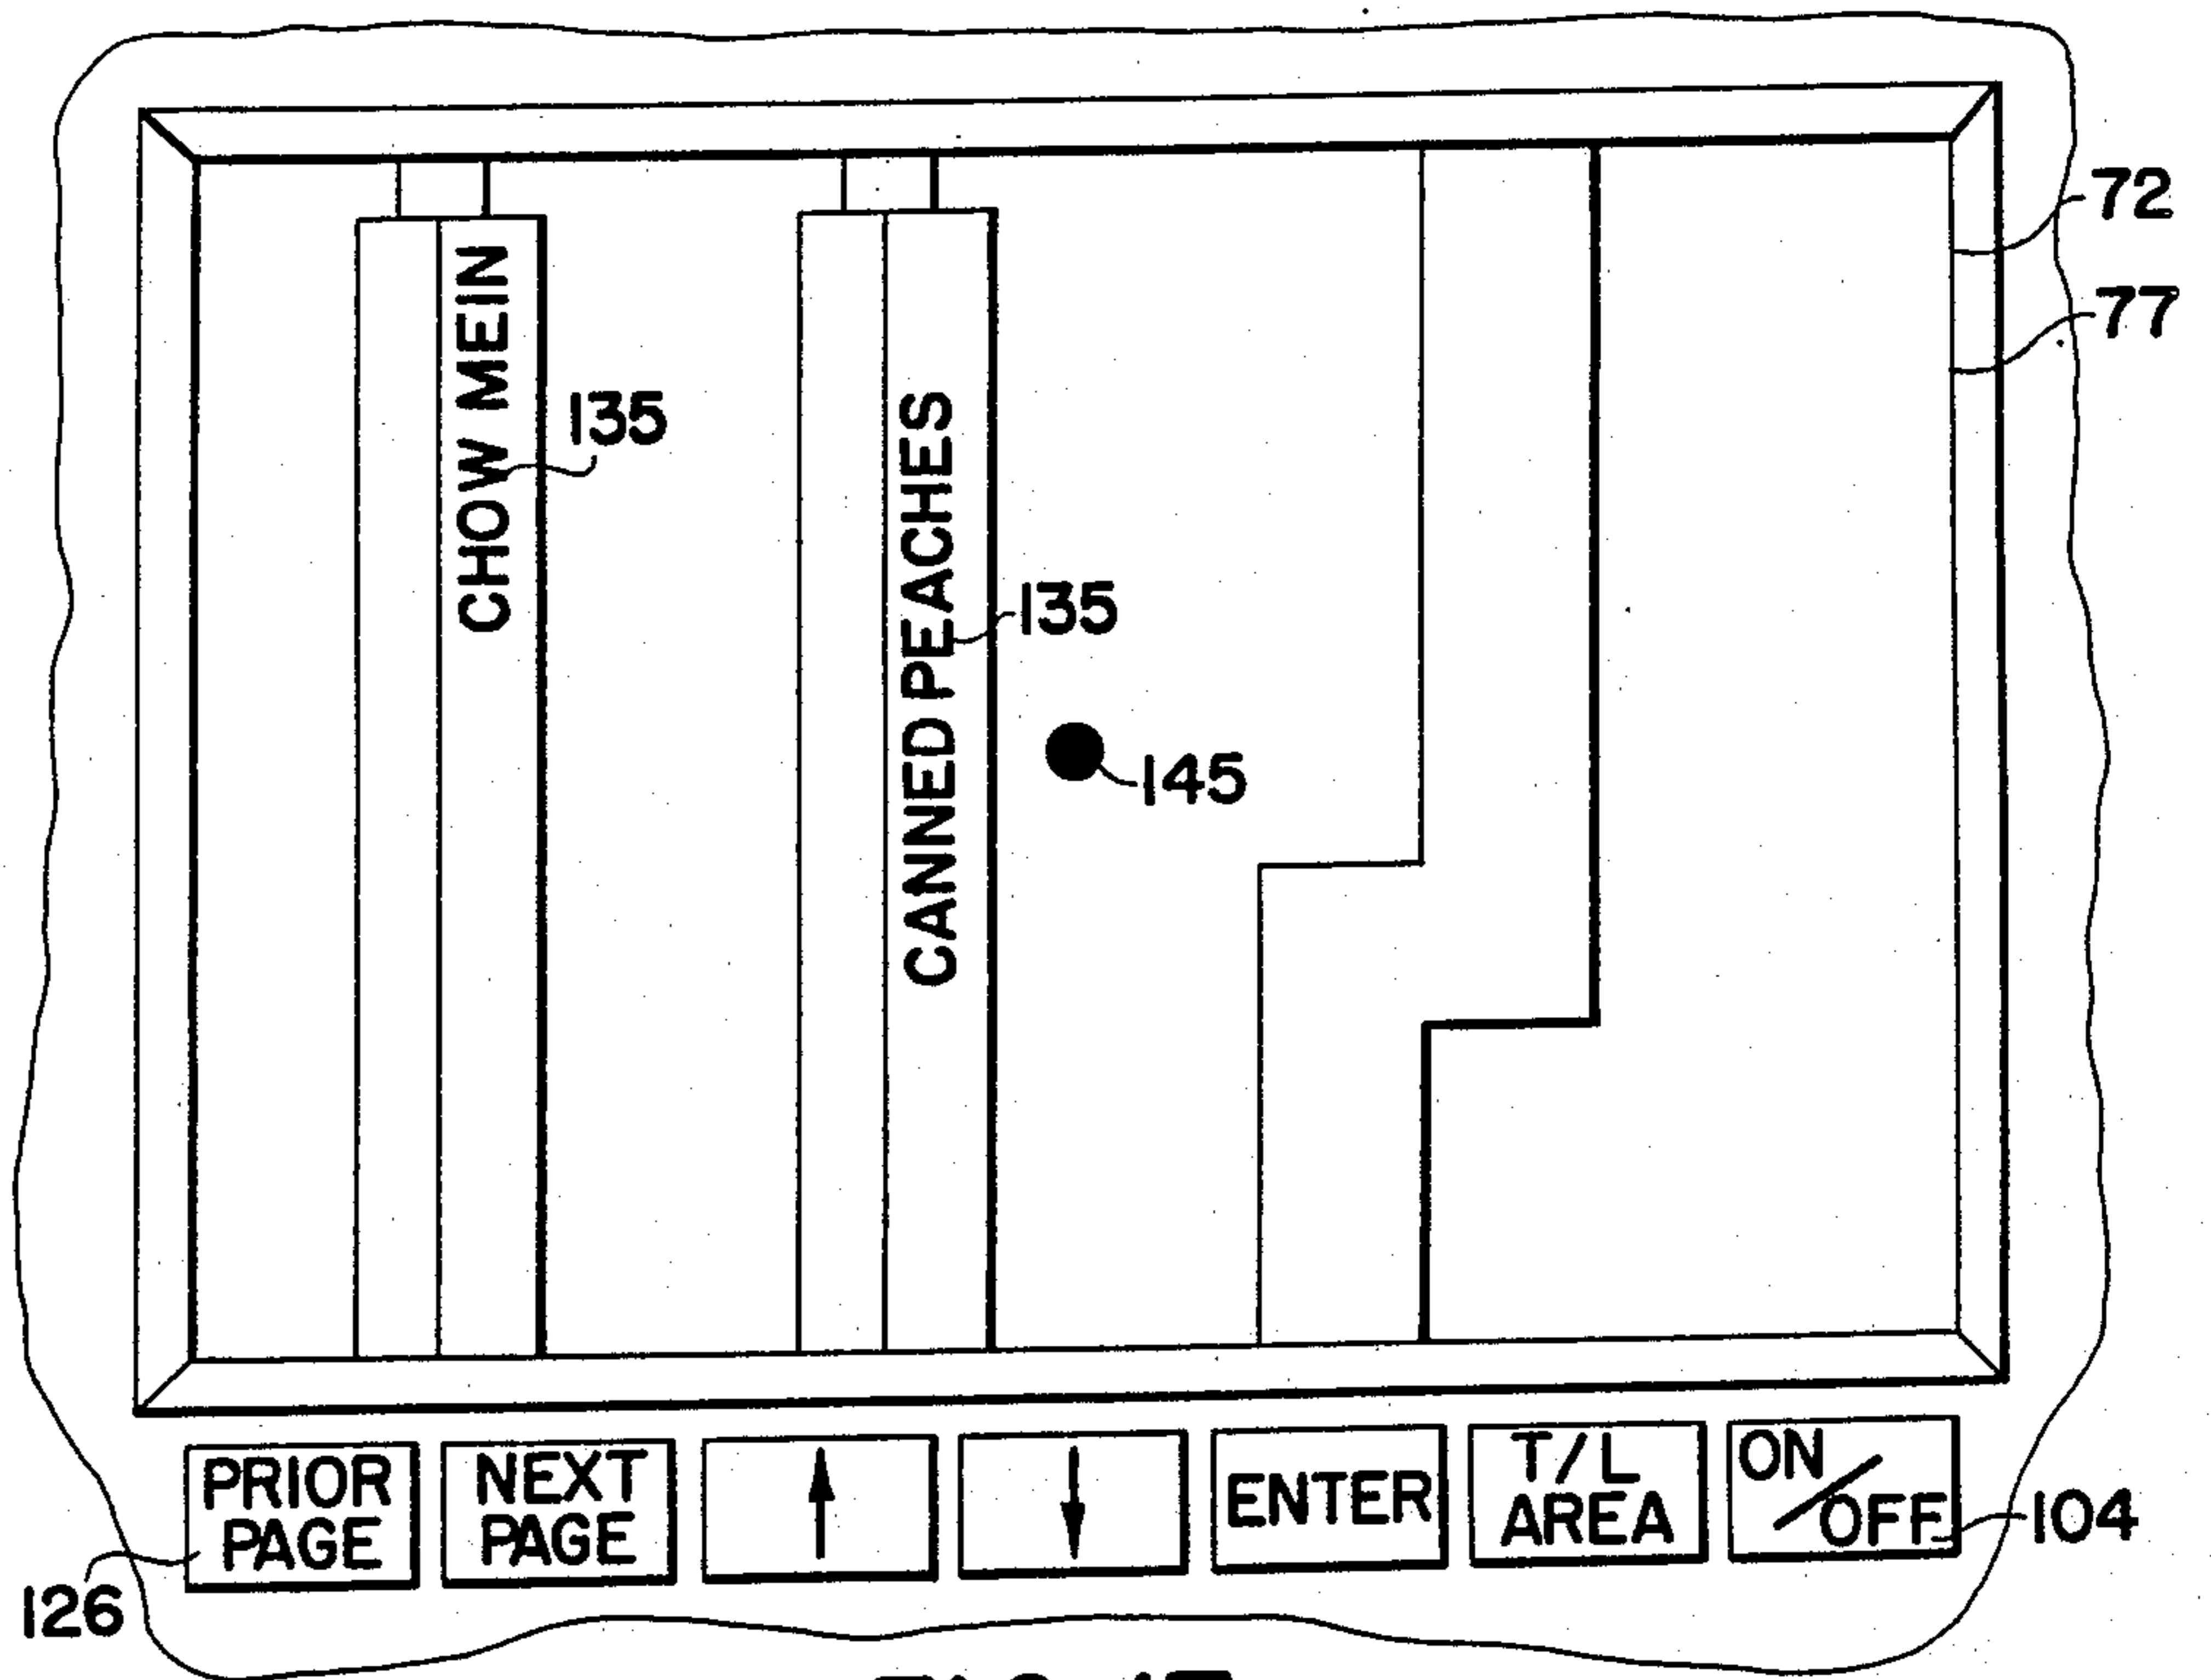 72
77
CHOW MEIN
135
CANNED PEACHES
135
145
PRIOR
PAGE
NEXT
PAGE
ENTER
T/L
AREA
ON
/OFF
104
126